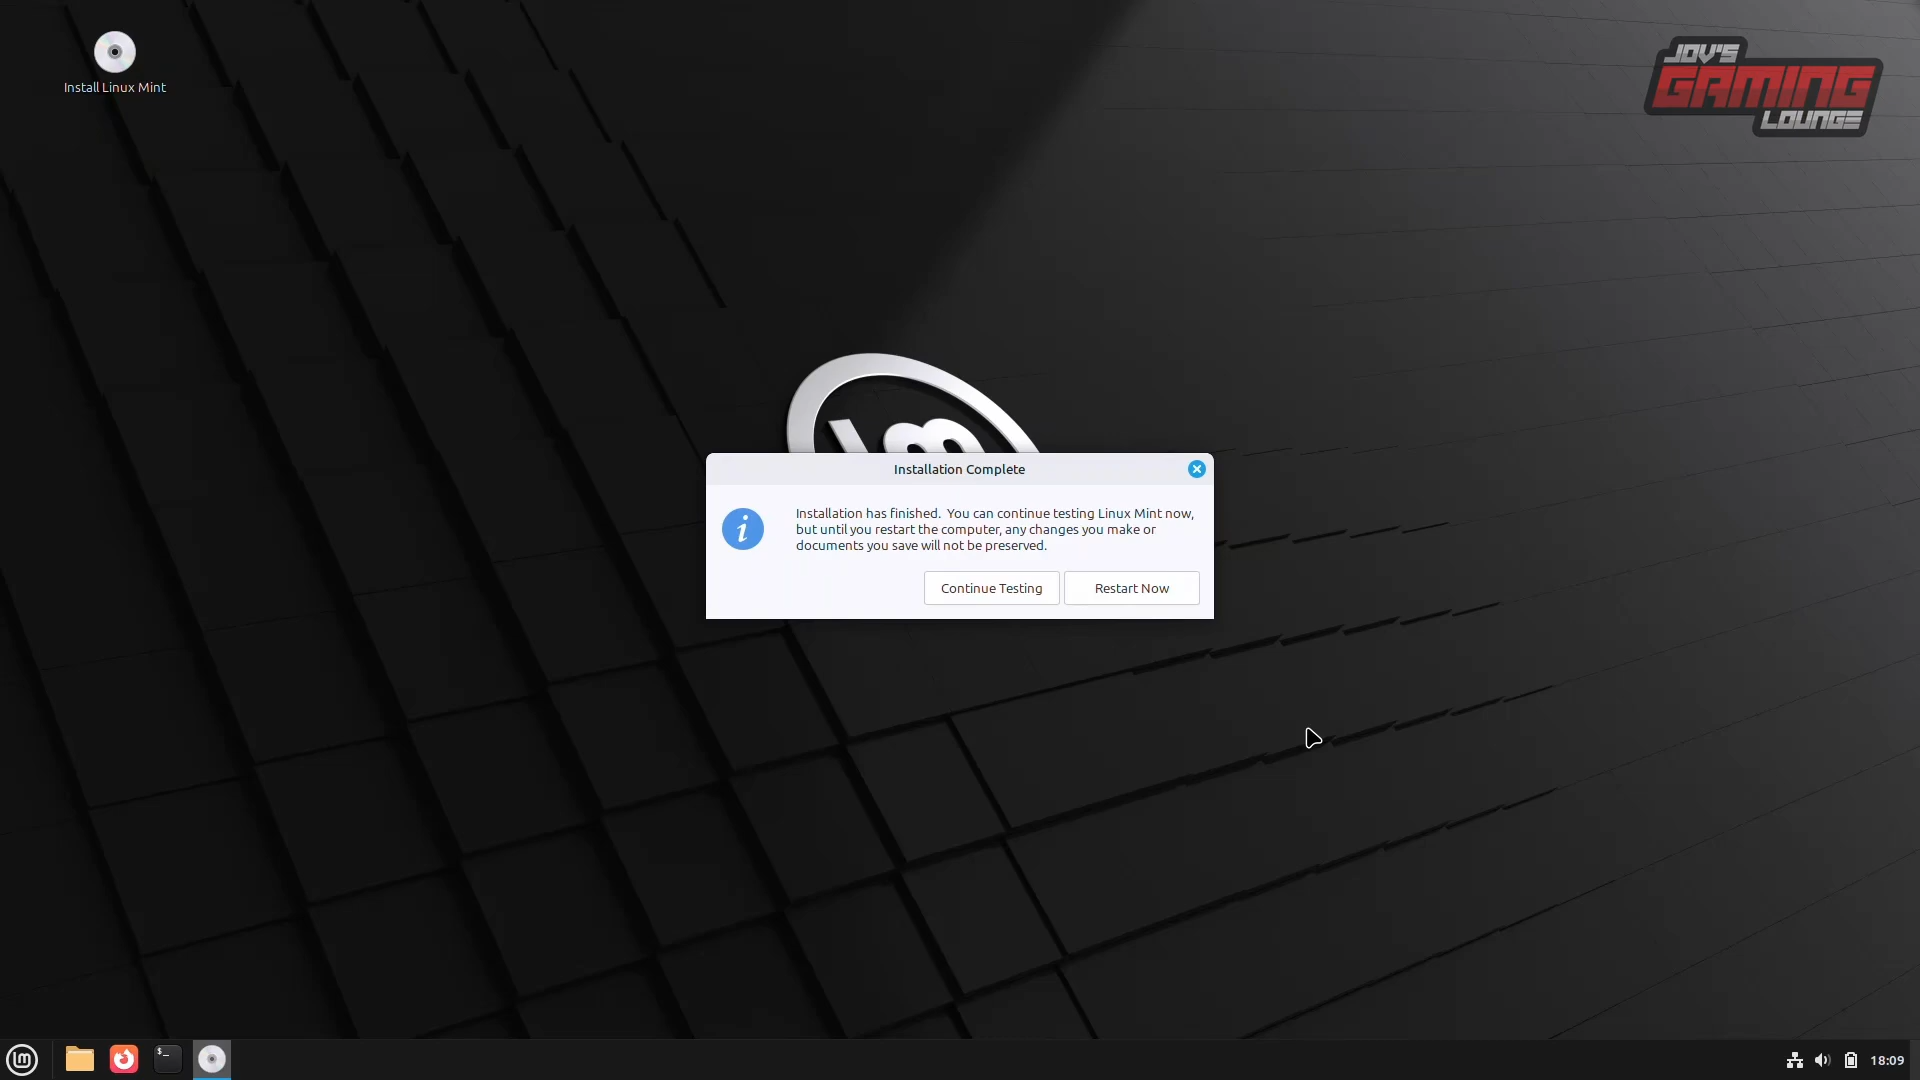 Install Linux Mint
JOV'S
GAMING
LOUNGE
lm
Installation Complete
i
Installation has finished.  You can continue testing Linux Mint now,
but until you restart the computer, any changes you make or
documents you save will not be preserved.
Continue Testing
Restart Now
lm
$_
18:09